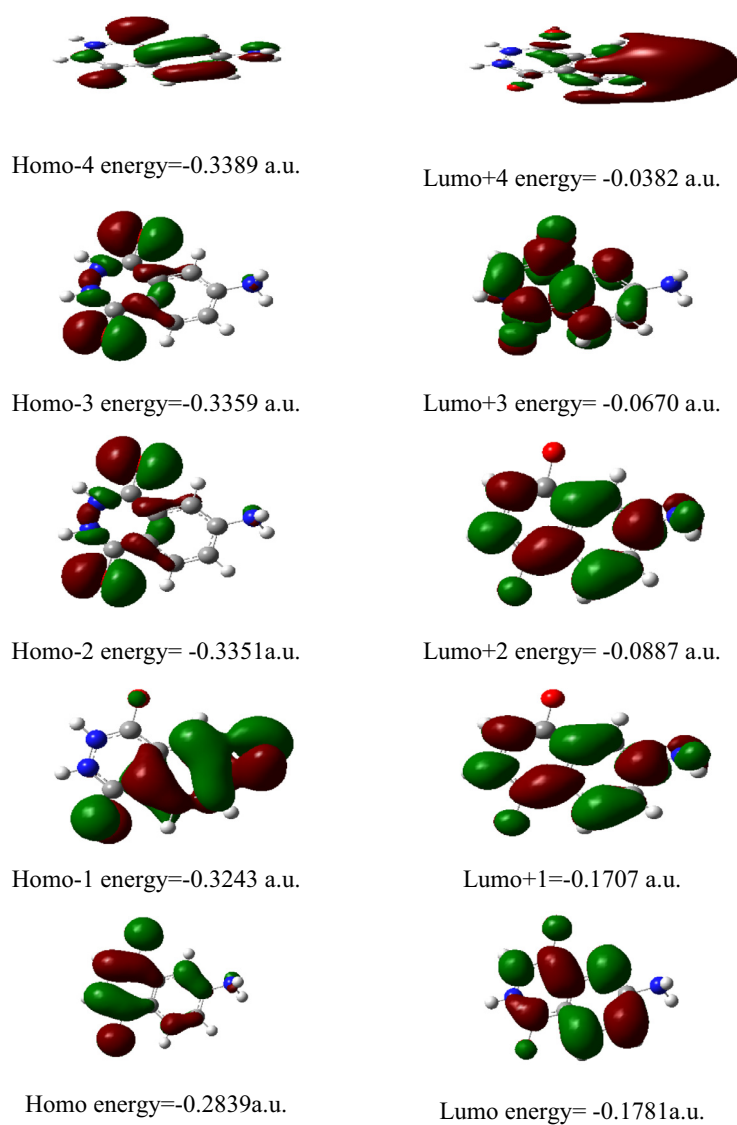 Homo-4 energy=-0.3389 a.u.
Lumo+4 energy= -0.0382 a.u.
Homo-3 energy=-0.3359 a.u.
Lumo+3 energy= -0.0670 a.u.
Homo-2 energy= -0.3351a.u.
Lumo+2 energy= -0.0887 a.u.
Homo-1 energy=-0.3243 a.u.
Lumo+1=-0.1707 a.u.
Homo energy=-0.2839a.u.
Lumo energy= -0.1781a.u.